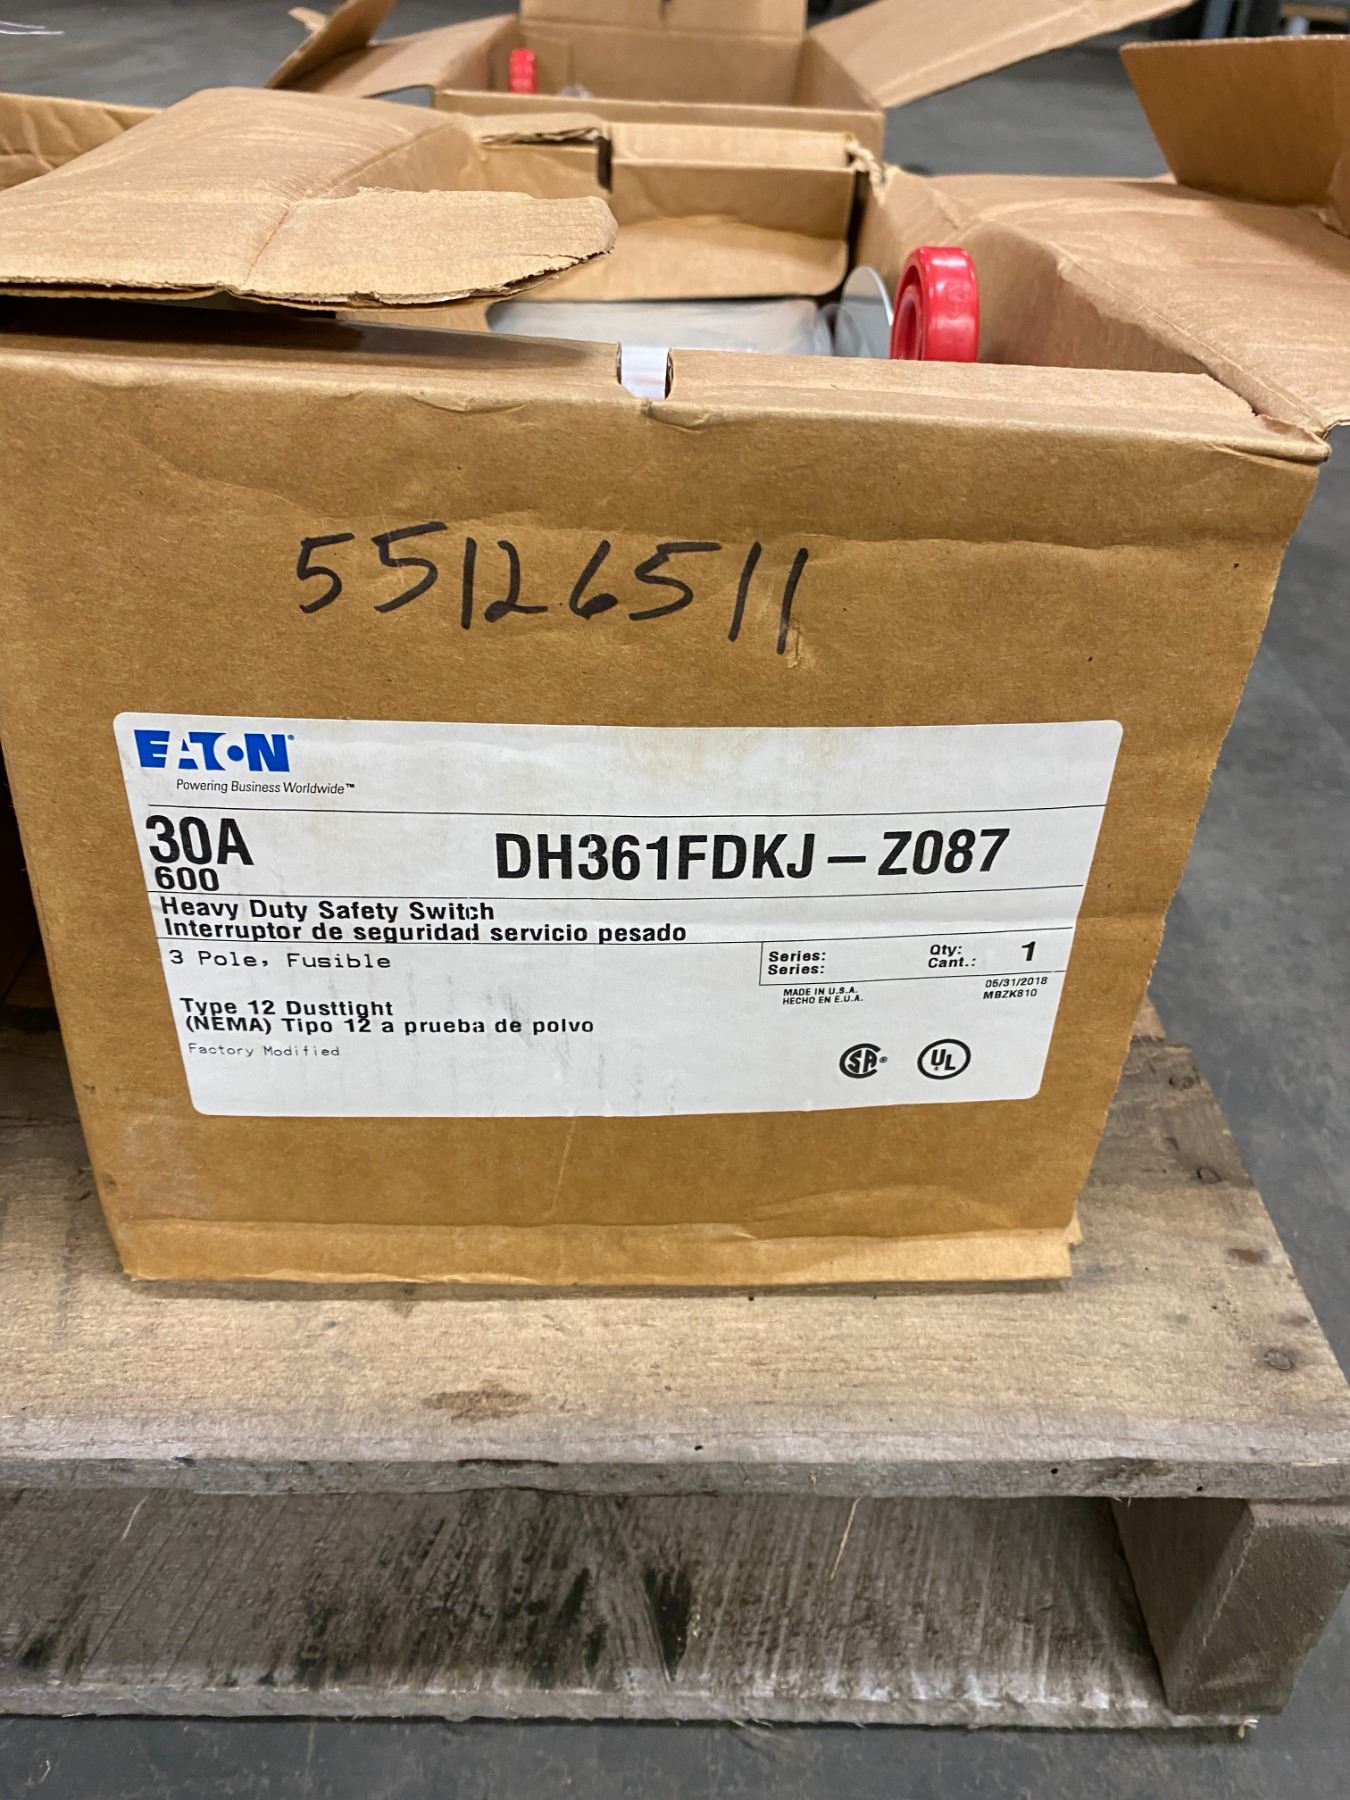 55126511
EATON®
Powering Business Worldwide™
30A
600
DH361FDKJ – Z087
Heavy Duty Safety Switch
Interruptor de seguridad servicio pesado
3 Pole, Fusible
Series:
Series:
Qty:
Cant.:
1
MADE IN U.S.A.
HECHO EN E.U.A.
05/31/2018
MBZK810
Type 12 Dusttight
(NEMA) Tipo 12 a prueba de polvo
Factory Modified
SA®
UL